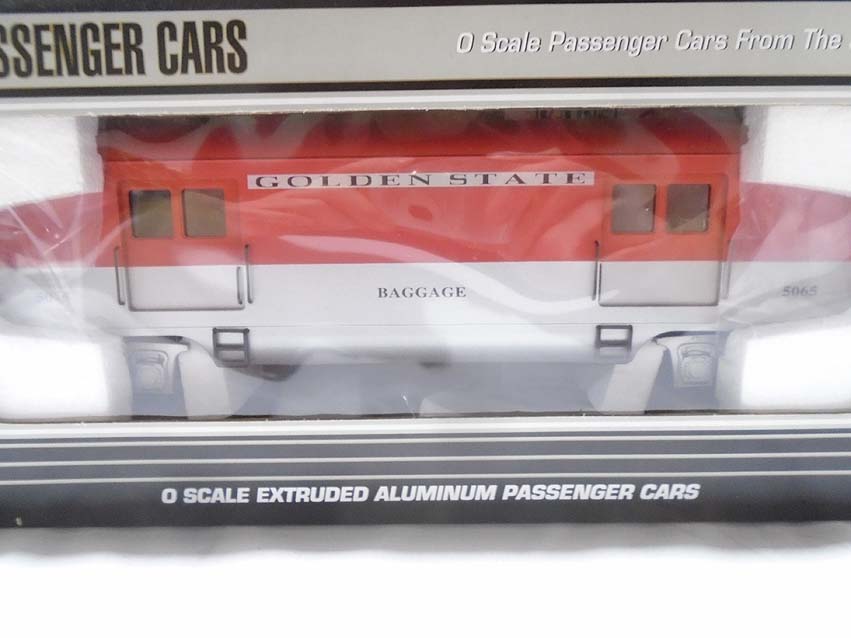 SSENGER CARS
O Scale Passenger Cars From The
GOLDEN STATE
BAGGAGE
5065
O SCALE EXTRUDED ALUMINUM PASSENGER CARS